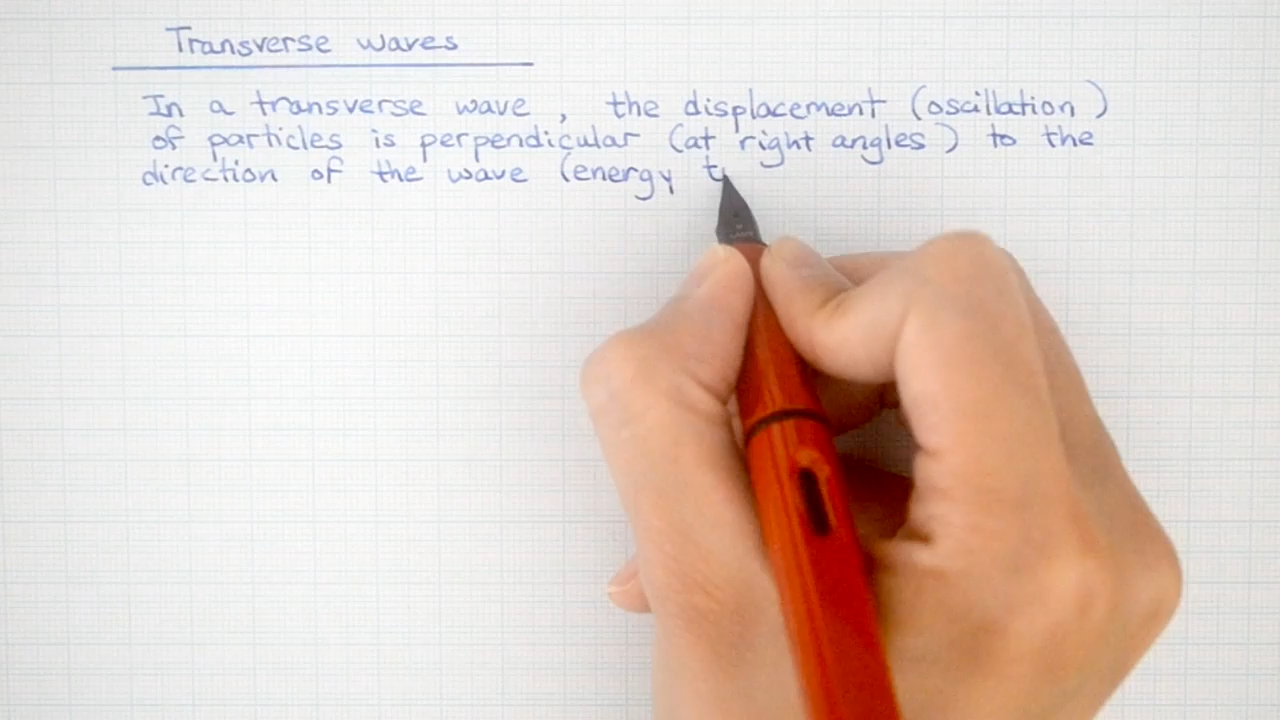 Transverse waves
In a transverse wave, the displacement (oscillation)
of particles is perpendicular (at right angles) to the
direction of the wave (energy t